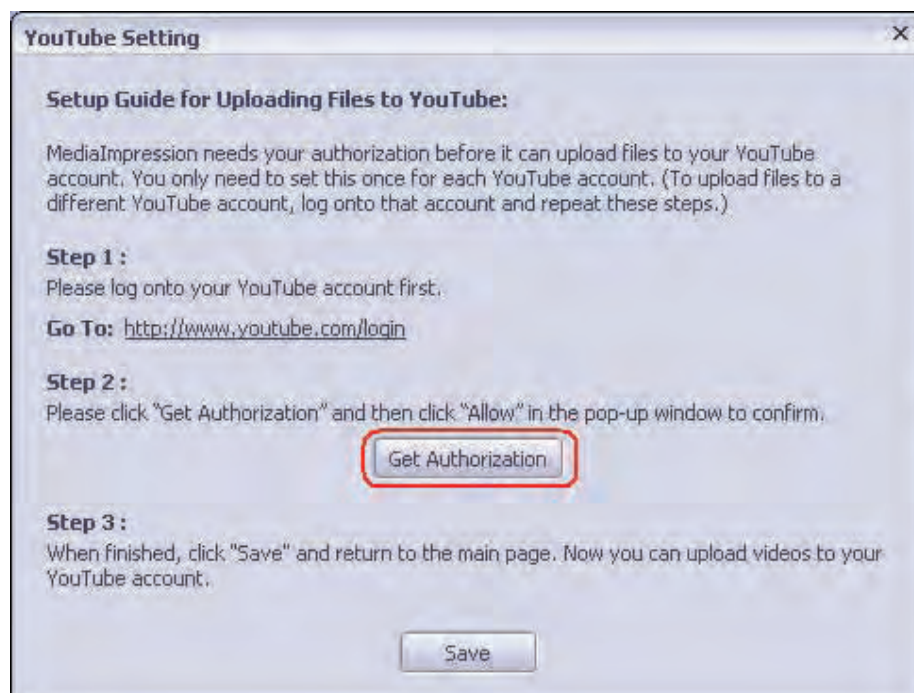 YouTube Setting
Setup Guide for Uploading Files to YouTube:
MediaImpression needs your authorization before it can upload files to your YouTube
account. You only need to set this once for each YouTube account. (To upload files to a
different YouTube account, log onto that account and repeat these steps.)
Step 1 :
Please log onto your YouTube account first.
Go To: http://www.youtube.com/login
Step 2 :
Please click "Get Authorization" and then click "Allow" in the pop-up window to confirm.
Get Authorization
Step 3 :
When finished, click "Save" and return to the main page. Now you can upload videos to your
YouTube account.
Save